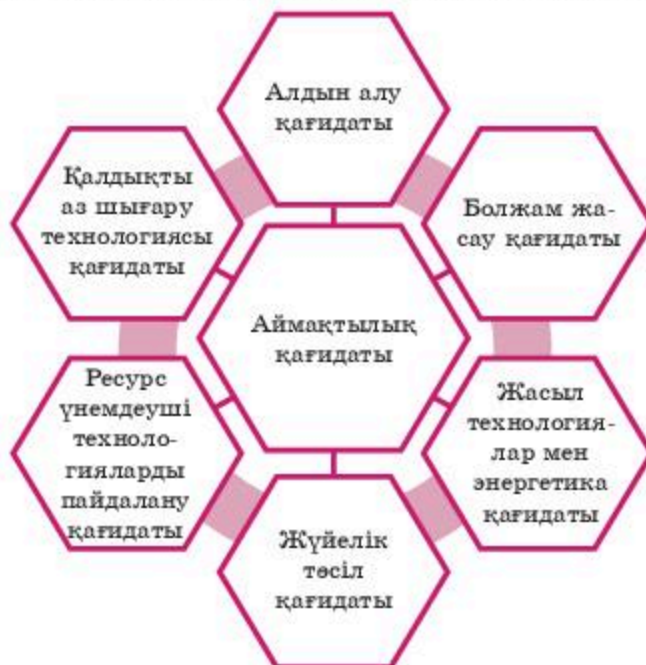 Алдын алу
қағидаты
Қалдықты
аз шығару
технологиясы
қағидаты
Болжам жа-
сау қағидаты
Аймақтылық
қағидаты
Ресурс
үнемдеуші
техноло-
гияларды
пайдалану
қағидаты
Жасыл
технология-
лар мен
энергетика
қағидаты
Жүйелік
тәсіл
қағидаты